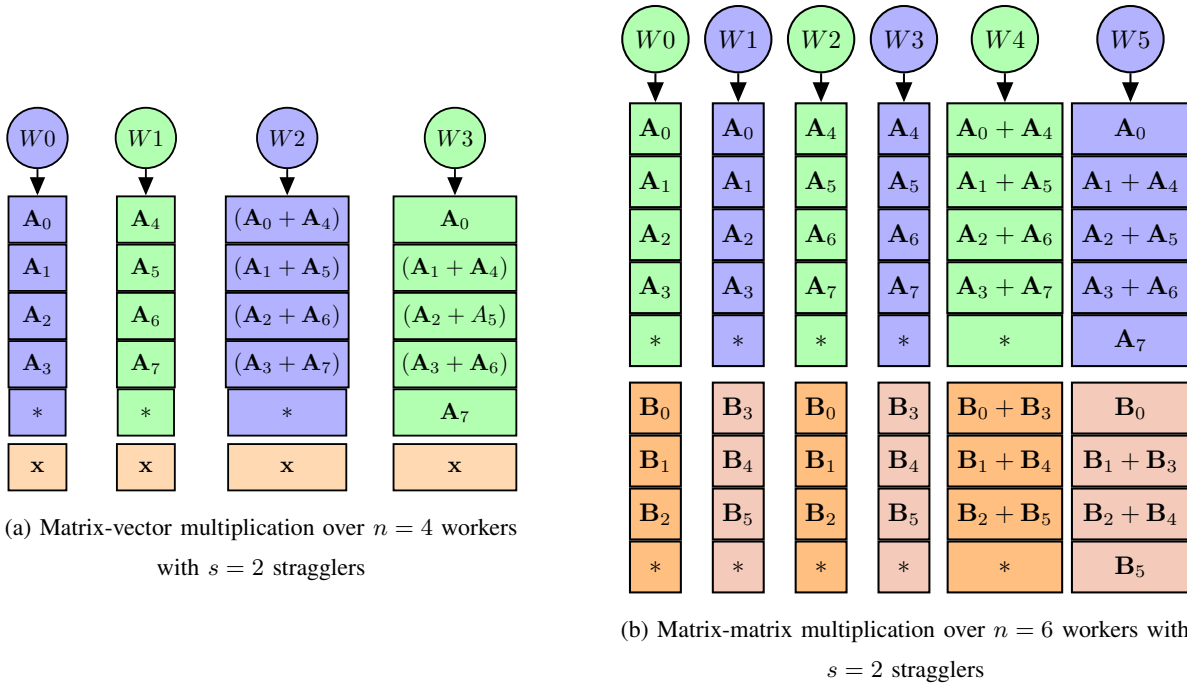 W0 W1 W2 W3
A₀ A₄ (A₀ + A₄) A₀
A₁ A₅ (A₁ + A₅) (A₁ + A₄)
A₂ A₆ (A₂ + A₆) (A₂ + A₅)
A₃ A₇ (A₃ + A₇) (A₃ + A₆)
* * * A₇
x x x x
(a) Matrix-vector multiplication over n = 4 workers
with s = 2 stragglers
W0 W1 W2 W3 W4 W5
A₀ A₀ A₄ A₄ A₀ + A₄ A₀
A₁ A₁ A₅ A₅ A₁ + A₅ A₁ + A₄
A₂ A₂ A₆ A₆ A₂ + A₆ A₂ + A₅
A₃ A₃ A₇ A₇ A₃ + A₇ A₃ + A₆
* * * * * A₇
B₀ B₃ B₀ B₃ B₀ + B₃ B₀
B₁ B₄ B₁ B₄ B₁ + B₄ B₁ + B₃
B₂ B₅ B₂ B₅ B₂ + B₅ B₂ + B₄
* * * * * B₅
(b) Matrix-matrix multiplication over n = 6 workers with
s = 2 stragglers